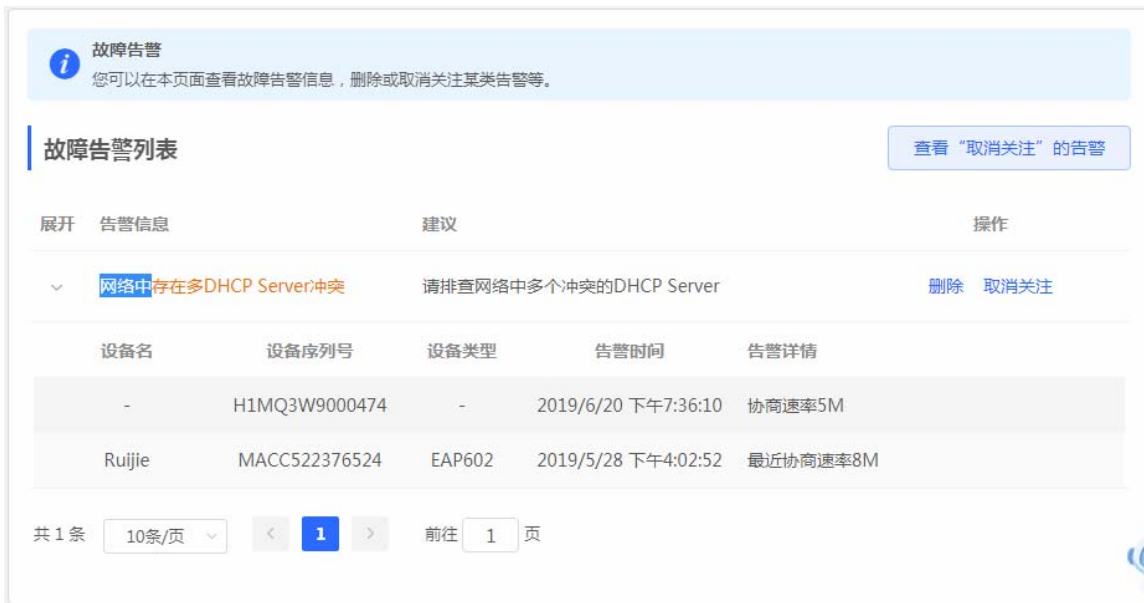 故障告警
您可以在本页面查看故障告警信息，删除或取消关注某类告警等。
故障告警列表
查看“取消关注”的告警
展开 告警信息 建议 操作
网络中存在多DHCP Server冲突 请排查网络中多个冲突的DHCP Server 删除 取消关注
设备名 设备序列号 设备类型 告警时间 告警详情
- H1MQ3W9000474 - 2019/6/20 下午7:36:10 协商速率5M
Ruijie MACC522376524 EAP602 2019/5/28 下午4:02:52 最近协商速率8M
共 1 条 10条/页 < 1 > 前往 1 页